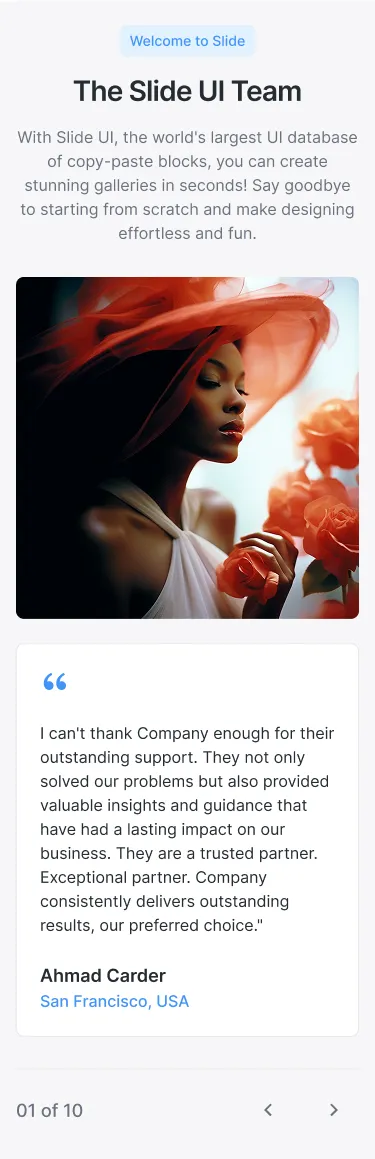 Welcome to Slide
The Slide UI Team
With Slide UI, the world's largest UI database
of copy-paste blocks, you can create
stunning galleries in seconds! Say goodbye
to starting from scratch and make designing
effortless and fun.
“
I can't thank Company enough for their
outstanding support. They not only
solved our problems but also provided
valuable insights and guidance that
have had a lasting impact on our
business. They are a trusted partner.
Exceptional partner. Company
consistently delivers outstanding
results, our preferred choice."
Ahmad Carder
San Francisco, USA
01 of 10